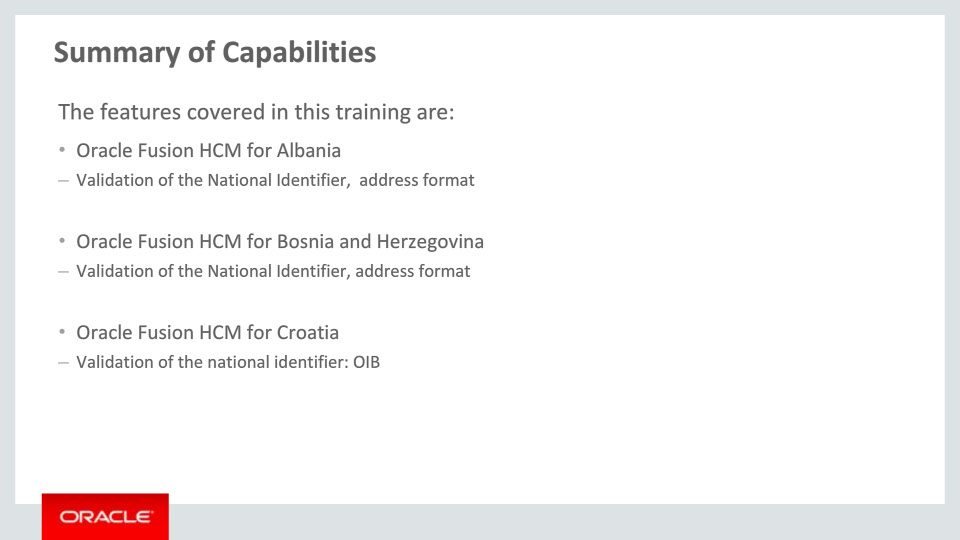 Summary of Capabilities
The features covered in this training are:
• Oracle Fusion HCM for Albania
– Validation of the National Identifier,  address format
• Oracle Fusion HCM for Bosnia and Herzegovina
– Validation of the National Identifier, address format
• Oracle Fusion HCM for Croatia
– Validation of the national identifier: OIB
ORACLE